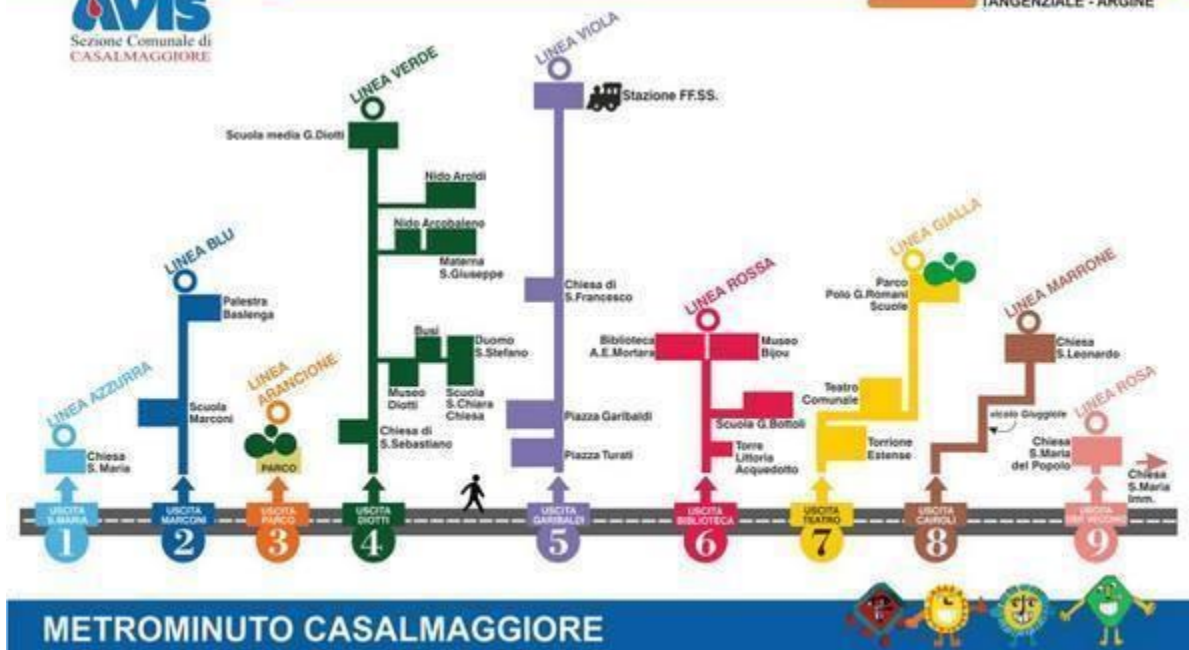 AVIS
Sezione Comunale di
CASALMAGGIORE
TANGENZIALE - ARGINE
LINEA AZZURRA
Chiesa
S. Maria
LINEA BLU
Palestra
Baslenga
Scuola
Marconi
LINEA
ARANCIONE
PARCO
LINEA VERDE
Scuola media G.Diotti
Nido Aroldi
Nido Arcobaleno
Materna
S.Giuseppe
Busi
Duomo
S.Stefano
Museo
Diotti
Scuola
S.Chiara
Chiesa
Chiesa di
S.Sebastiano
LINEA VIOLA
Stazione FF.SS.
Chiesa di
S.Francesco
Piazza Garibaldi
Piazza Turati
LINEA ROSSA
Biblioteca
A.E.Mortara
Museo
Bijou
Scuola G.Bottoli
Torre
Littoria
Acquedotto
LINEA GIALLA
Parco
Polo G.Romani
Scuole
Teatro
Comunale
Torrione
Estense
LINEA MARRONE
Chiesa
S.Leonardo
vicolo Giuggiole
LINEA ROSA
Chiesa
S.Maria
del Popolo
Chiesa
S.Maria
Imm.
USCITA
S.MARIA
1
USCITA
MARCONI
2
USCITA
PARCO
3
USCITA
DIOTTI
4
USCITA
GARIBALDI
5
USCITA
BIBLIOTECA
6
USCITA
TEATRO
7
USCITA
CAIROLI
8
USCITA
9
METROMINUTO CASALMAGGIORE